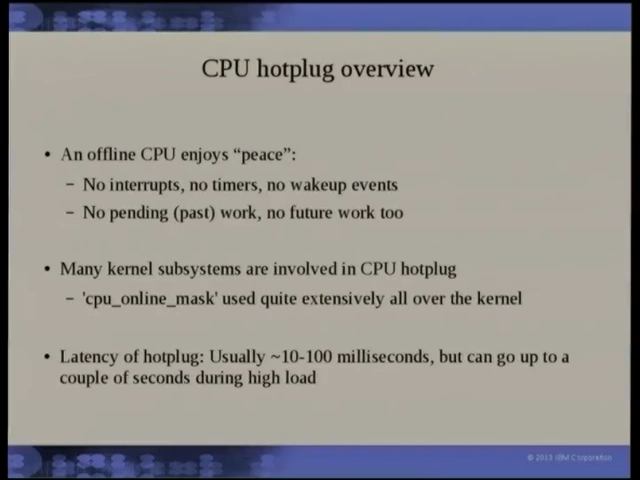 CPU hotplug overview
• An offline CPU enjoys “peace”:
– No interrupts, no timers, no wakeup events
– No pending (past) work, no future work too
• Many kernel subsystems are involved in CPU hotplug
– 'cpu_online_mask' used quite extensively all over the kernel
• Latency of hotplug: Usually ~10-100 milliseconds, but can go up to a
couple of seconds during high load
© 2013 IBM Corporation